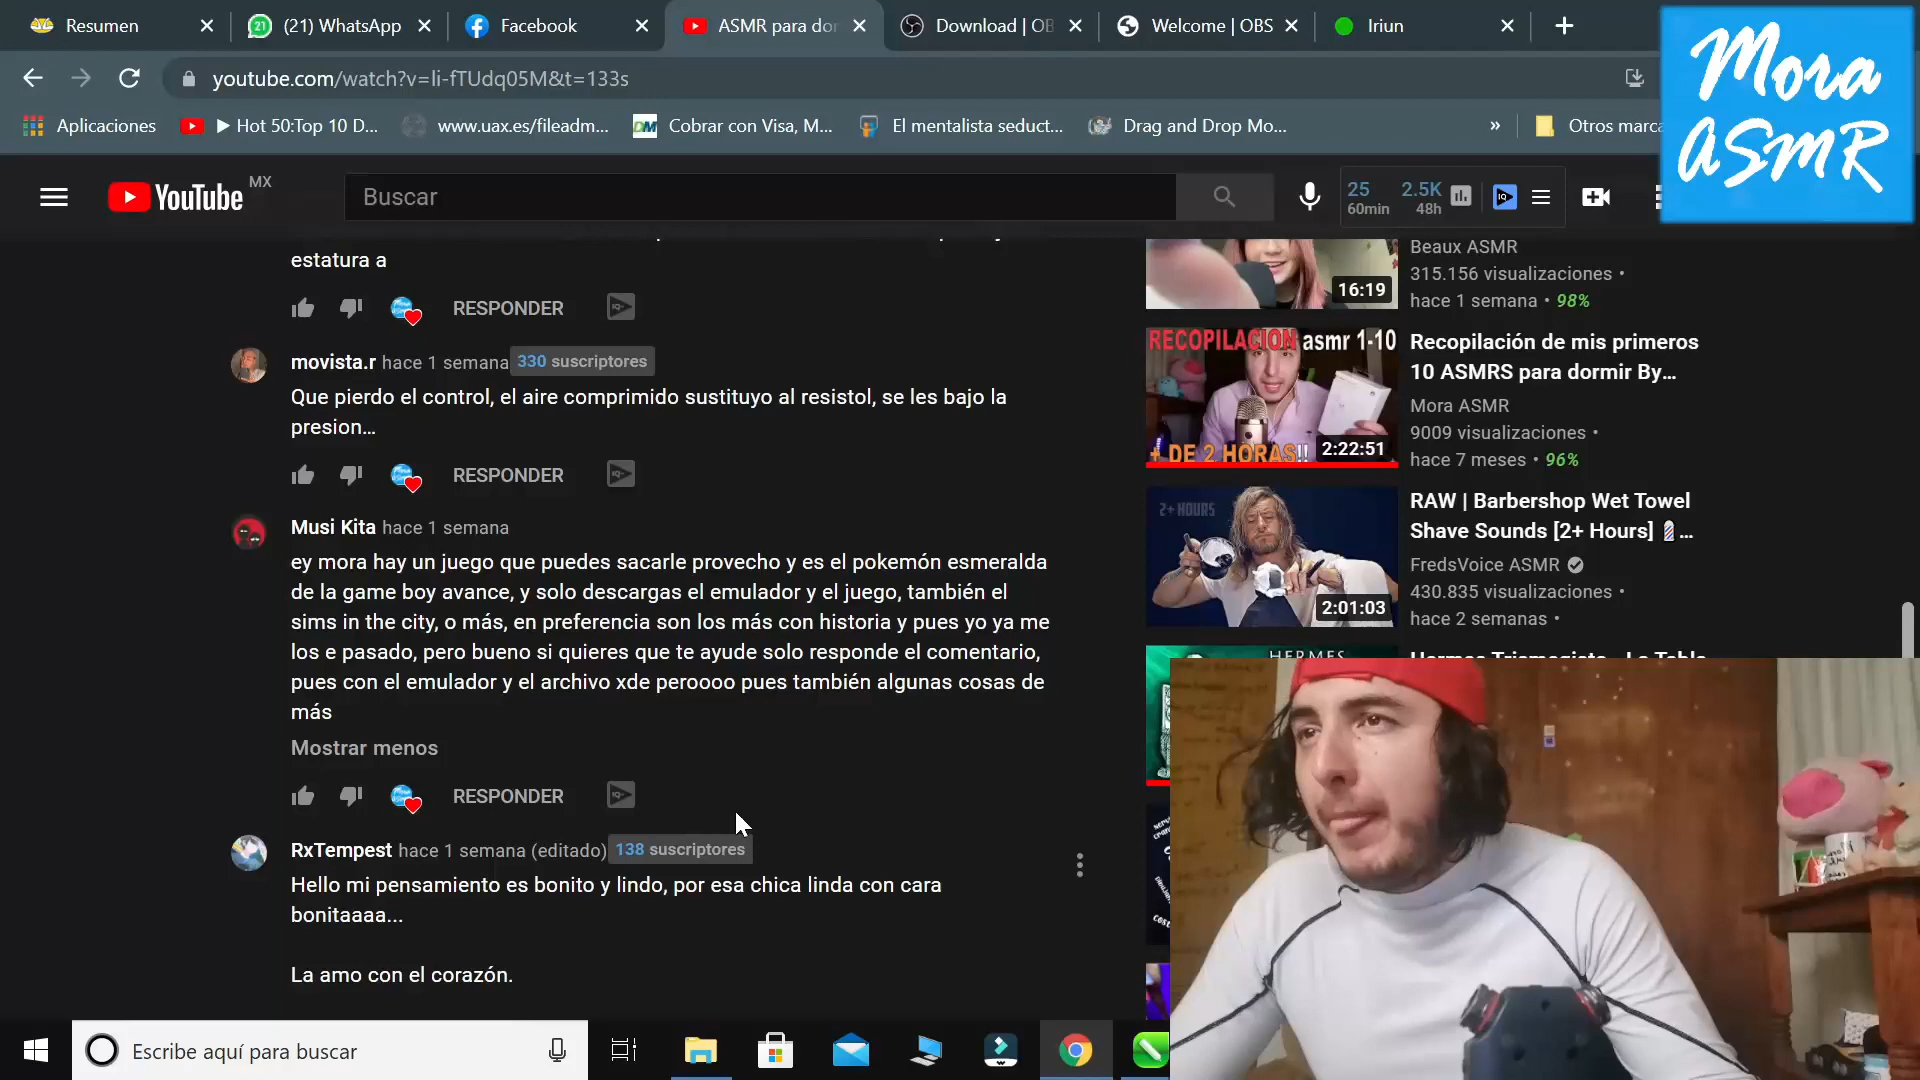 Resumen
(21) WhatsApp
Facebook
ASMR para dor
Download | OB
Welcome | OBS
Iriun
youtube.com/watch?v=li-fTUdq05M&t=133s
Aplicaciones
Hot 50:Top 10 D...
www.uax.es/fileadm...
Cobrar con Visa, M...
El mentalista seduct...
Drag and Drop Mo...
»
Otros marca
Mora
ASMR
YouTube MX
Buscar
25
60min
2.5K
48h
estatura a
RESPONDER
movista.r hace 1 semana 330 suscriptores
Que pierdo el control, el aire comprimido sustituyo al resistol, se les bajo la
presion...
RESPONDER
Musi Kita hace 1 semana
ey mora hay un juego que puedes sacarle provecho y es el pokemón esmeralda
de la game boy avance, y solo descargas el emulador y el juego, también el
sims in the city, o más, en preferencia son los más con historia y pues yo ya me
los e pasado, pero bueno si quieres que te ayude solo responde el comentario,
pues con el emulador y el archivo xde peroooo pues también algunas cosas de
más
Mostrar menos
RESPONDER
RxTempest hace 1 semana (editado) 138 suscriptores
Hello mi pensamiento es bonito y lindo, por esa chica linda con cara
bonitaaaa...
La amo con el corazón.
16:19
Beaux ASMR
315.156 visualizaciones •
hace 1 semana • 98%
RECOPILACION asmr 1-10
+ DE 2 HORAS!!
2:22:51
Recopilación de mis primeros
10 ASMRS para dormir By...
Mora ASMR
9009 visualizaciones •
hace 7 meses • 96%
2+ HOURS
2:01:03
RAW | Barbershop Wet Towel
Shave Sounds [2+ Hours] 💈...
FredsVoice ASMR
430.835 visualizaciones •
hace 2 semanas •
HERMES
Hermes Trismegisto - La Tabla
Escribe aquí para buscar